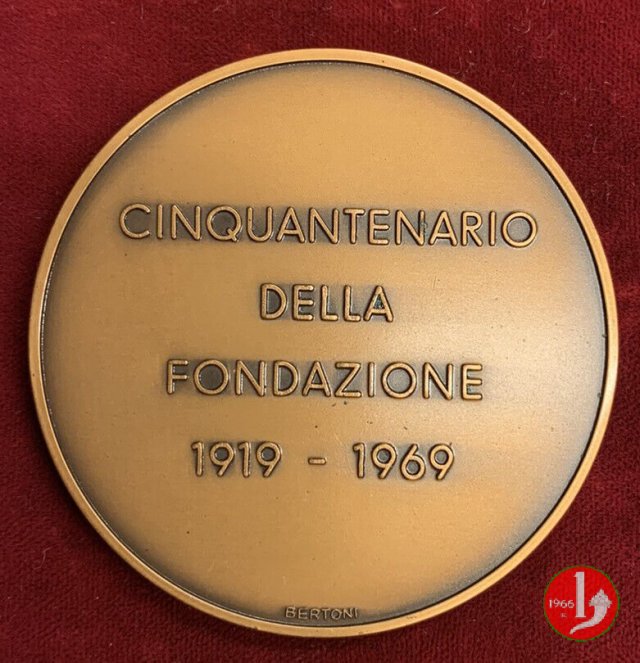 CINQUANTENARIO
DELLA
FONDAZIONE
1919 - 1969
BERTONI
1966